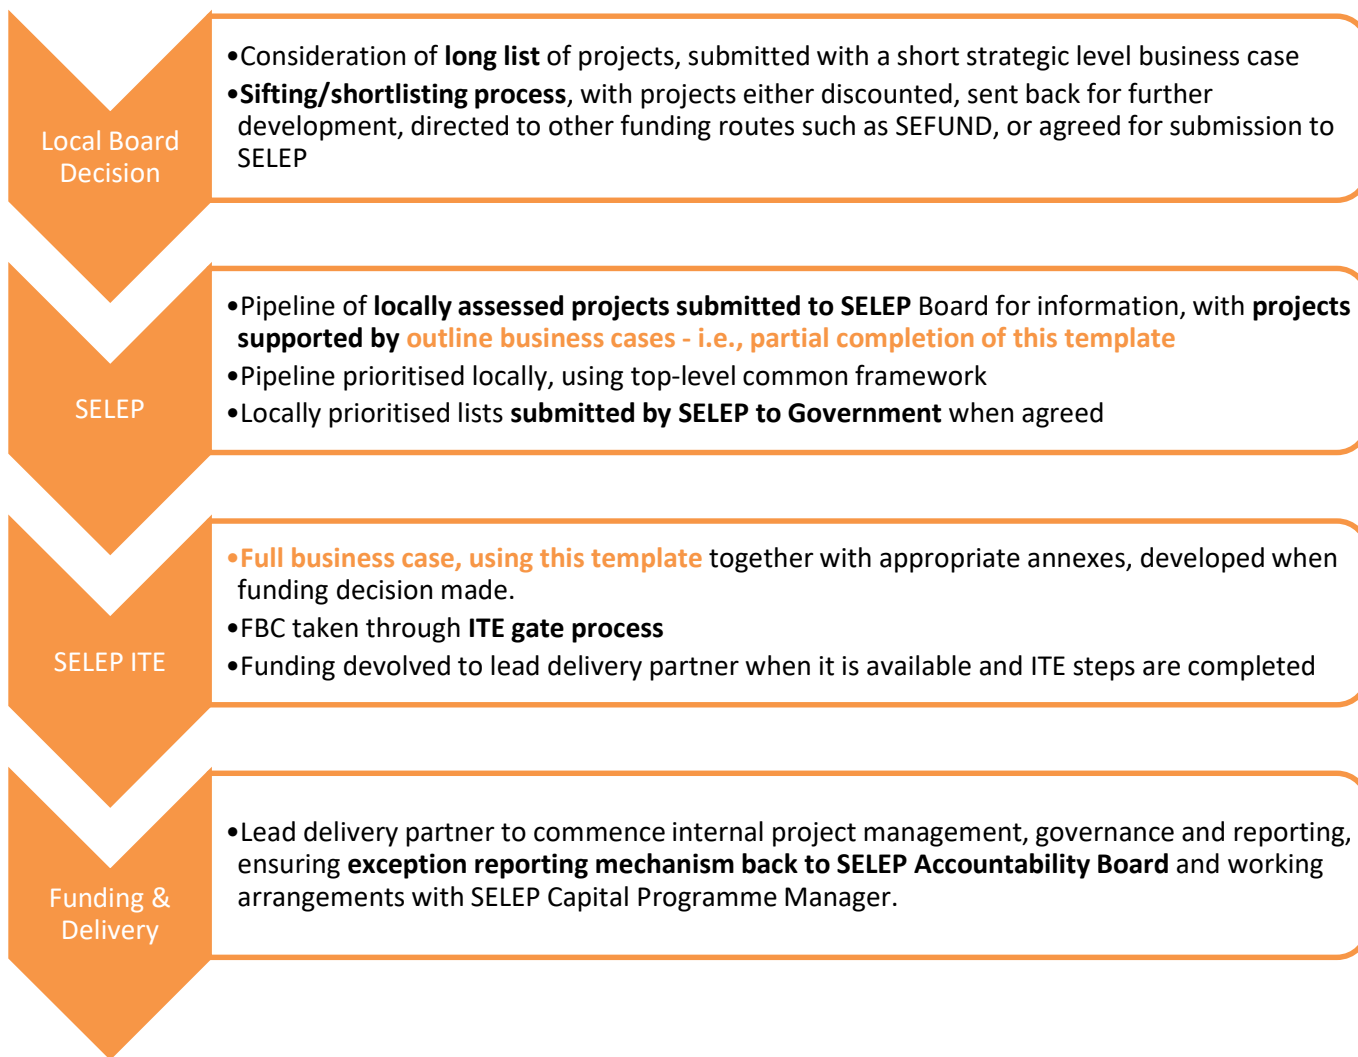 Local Board
Decision
•Consideration of long list of projects, submitted with a short strategic level business case
•Sifting/shortlisting process, with projects either discounted, sent back for further
development, directed to other funding routes such as SEFUND, or agreed for submission to
SELEP
SELEP
•Pipeline of locally assessed projects submitted to SELEP Board for information, with projects
supported by outline business cases - i.e., partial completion of this template
•Pipeline prioritised locally, using top-level common framework
•Locally prioritised lists submitted by SELEP to Government when agreed
SELEP ITE
•Full business case, using this template together with appropriate annexes, developed when
funding decision made.
•FBC taken through ITE gate process
•Funding devolved to lead delivery partner when it is available and ITE steps are completed
Funding &
Delivery
•Lead delivery partner to commence internal project management, governance and reporting,
ensuring exception reporting mechanism back to SELEP Accountability Board and working
arrangements with SELEP Capital Programme Manager.